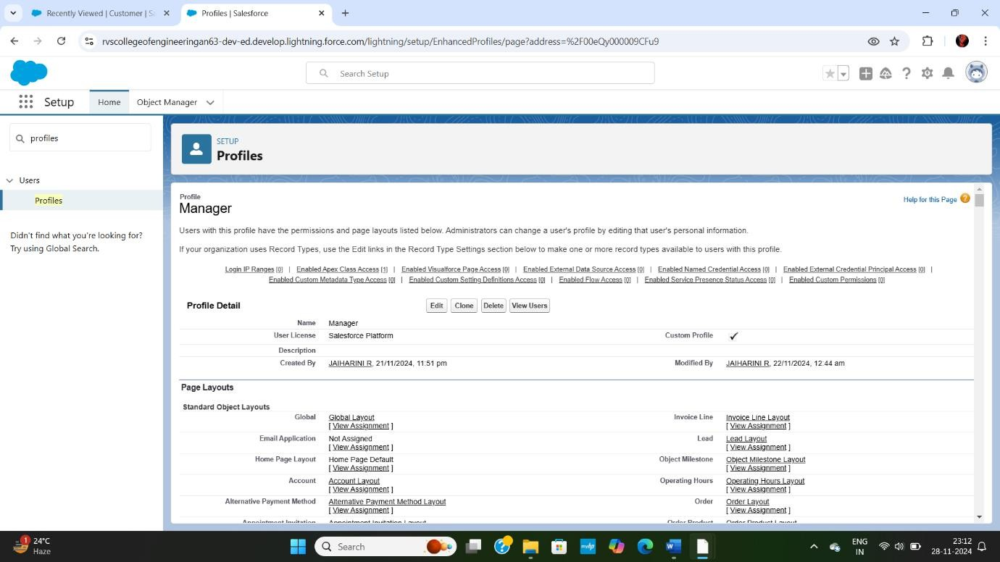 Recently Viewed | Customer | Sa
Profiles | Salesforce
rvscollegeofengineeringan63-dev-ed.develop.lightning.force.com/lightning/setup/EnhancedProfiles/page?address=%2F00eQy000009CFu9
Search Setup
Setup
Home
Object Manager
profiles
Users
Profiles
Didn't find what you're looking for?
Try using Global Search.
SETUP
Profiles
Profile
Manager
Help for this Page
Users with this profile have the permissions and page layouts listed below. Administrators can change a user's profile by editing that user's personal information.
If your organization uses Record Types, use the Edit links in the Record Type Settings section below to make one or more record types available to users with this profile.
Login IP Ranges [0] | Enabled Apex Class Access [1] | Enabled Visualforce Page Access [0] | Enabled External Data Source Access [0] | Enabled Named Credential Access [0] | Enabled External Credential Principal Access [0] |
Enabled Custom Metadata Type Access [0] | Enabled Custom Setting Definitions Access [0] | Enabled Flow Access [0] | Enabled Service Presence Status Access [0] | Enabled Custom Permissions [0]
Profile Detail Edit Clone Delete View Users
Name Manager
User License Salesforce Platform Custom Profile ✓
Description
Created By JAIHARINI R, 21/11/2024, 11:51 pm Modified By JAIHARINI R, 22/11/2024, 12:44 am
Page Layouts
Standard Object Layouts
Global Global Layout Invoice Line Invoice Line Layout
[ View Assignment ] [ View Assignment ]
Email Application Not Assigned Lead Lead Layout
[ View Assignment ] [ View Assignment ]
Home Page Layout Home Page Default Object Milestone Object Milestone Layout
[ View Assignment ] [ View Assignment ]
Account Account Layout Operating Hours Operating Hours Layout
[ View Assignment ] [ View Assignment ]
Alternative Payment Method Alternative Payment Method Layout Order Order Layout
[ View Assignment ] [ View Assignment ]
Appointment Invitation Appointment Invitation Layout Order Product Order Product Layout
1
24°C
Haze
Search
myhp
ENG
IN
23:12
28-11-2024